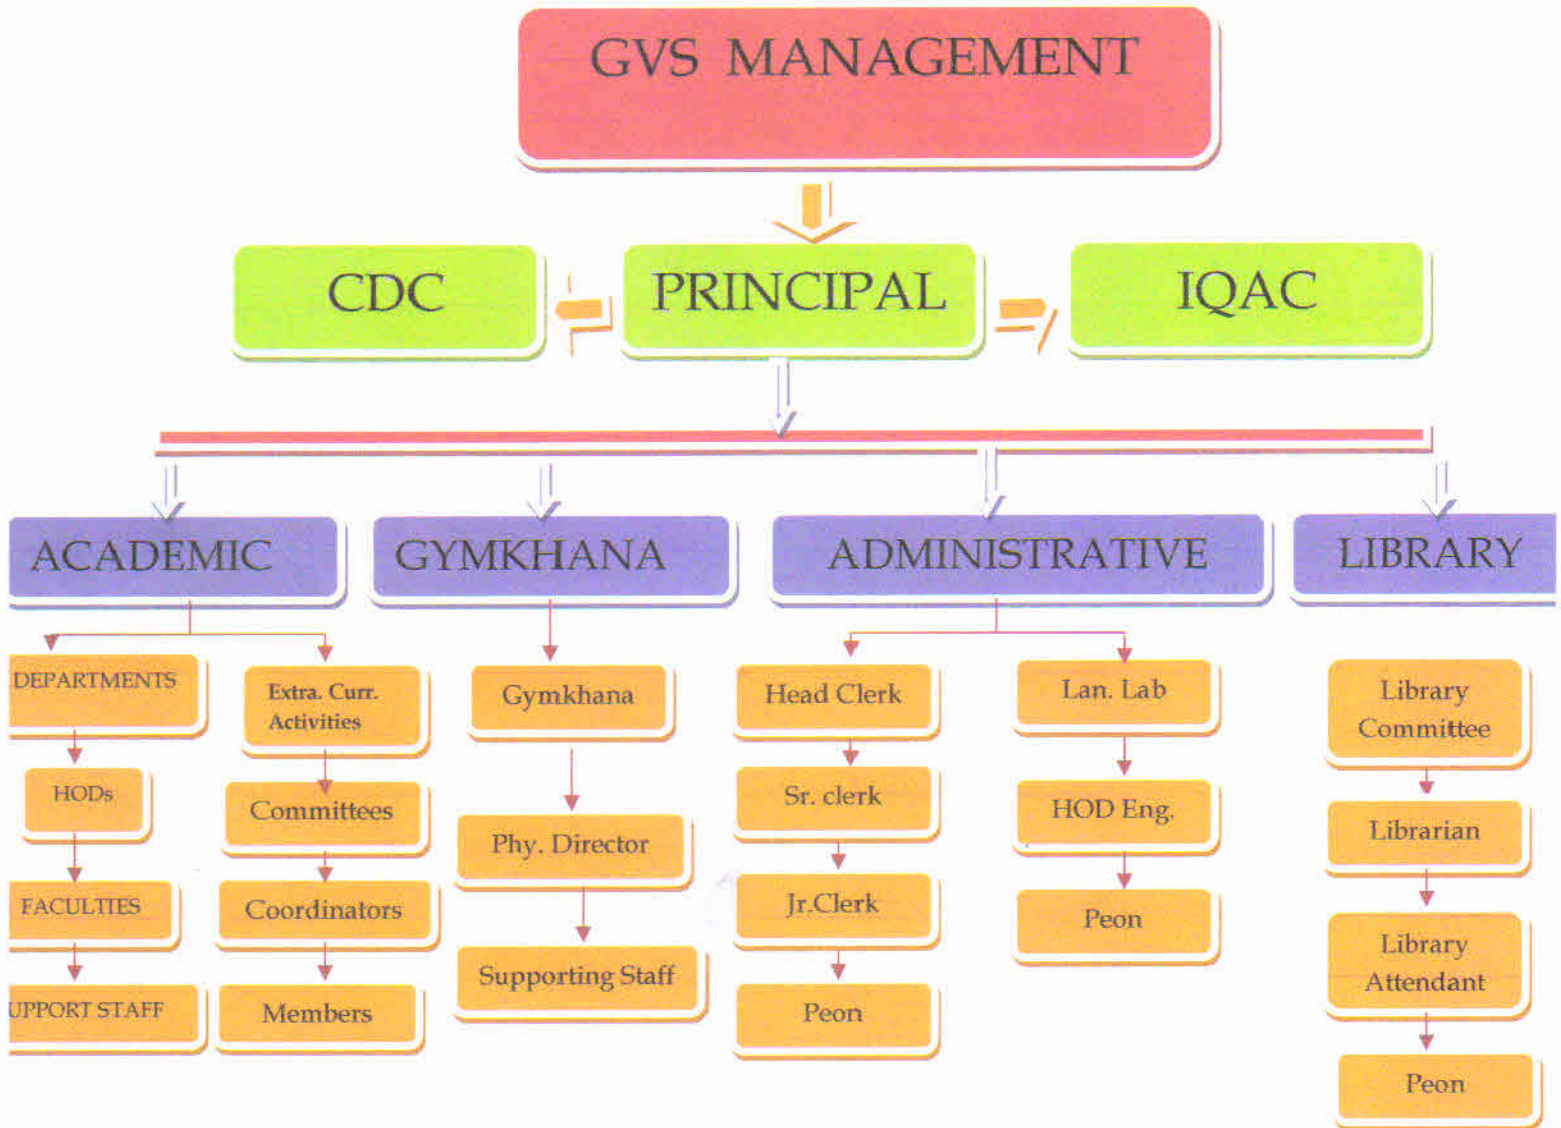 GVS MANAGEMENT
CDC
PRINCIPAL
IQAC
ACADEMIC
GYMKHANA
ADMINISTRATIVE
LIBRARY
DEPARTMENTS
HODs
FACULTIES
UPPORT STAFF
Extra. Curr.
Activities
Committees
Coordinators
Members
Gymkhana
Phy. Director
Supporting Staff
Head Clerk
Sr. clerk
Jr.Clerk
Peon
Lan. Lab
HOD Eng.
Peon
Library
Committee
Librarian
Library
Attendant
Peon